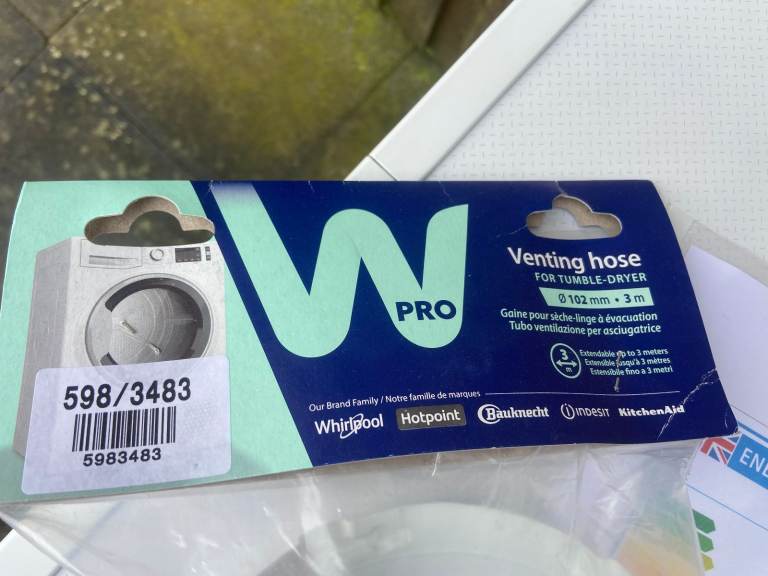 W
PRO
Venting hose
FOR TUMBLE-DRYER
Ø 102 mm • 3 m
Gaine pour sèche-linge à évacuation
Tubo ventilazione per asciugatrice
3
m
Extendable up to 3 meters
Extensible jusqu'à 3 mètres
Estensibile fino a 3 metri
Our Brand Family / Notre famille de marques
Whirlpool Hotpoint Bauknecht indesit KitchenAid
598/3483
5983483